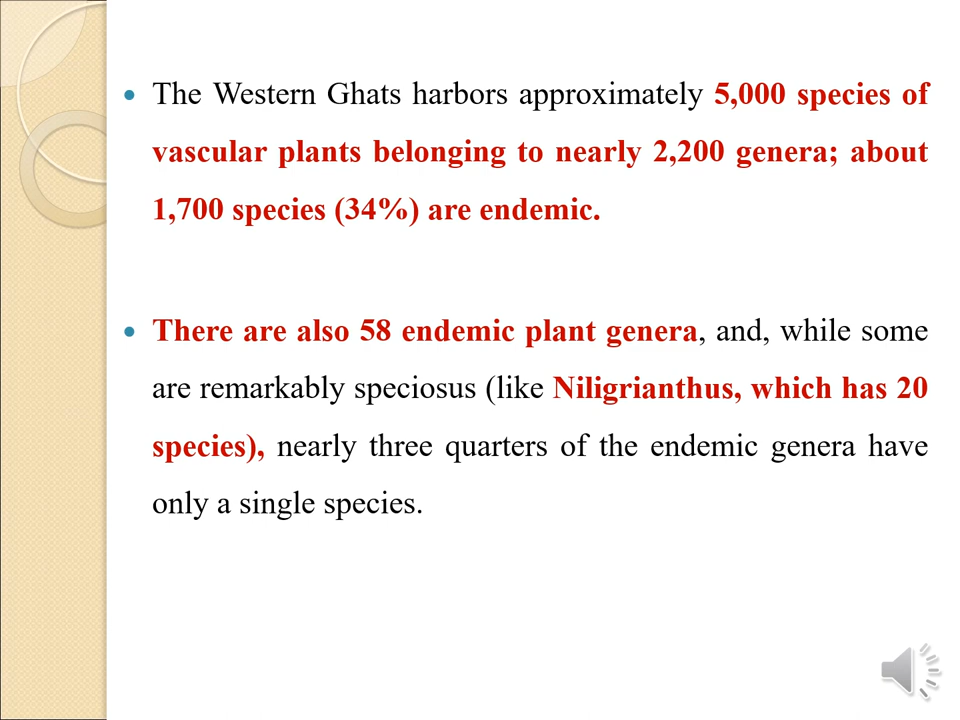 • The Western Ghats harbors approximately 5,000 species of
vascular plants belonging to nearly 2,200 genera; about
1,700 species (34%) are endemic.
• There are also 58 endemic plant genera, and, while some
are remarkably speciosus (like Niligrianthus, which has 20
species), nearly three quarters of the endemic genera have
only a single species.